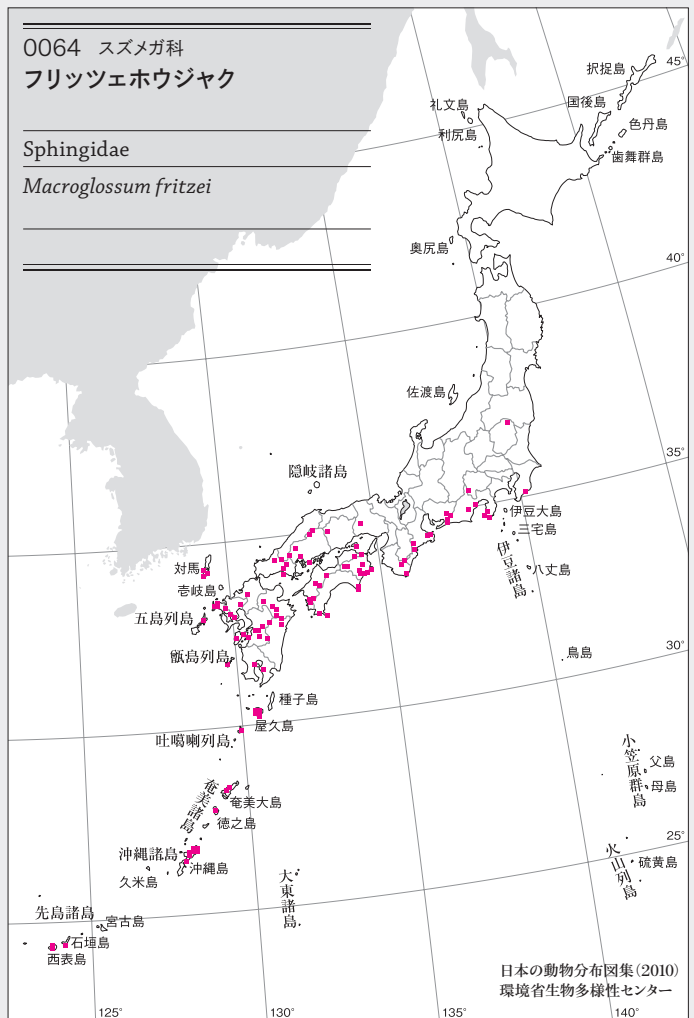 0064 スズメガ科
フリッツェホウジャク
Sphingidae
Macroglossum fritzei
45°
択捉島
礼文島
国後島
利尻島
色丹島
歯舞群島
奥尻島
40°
佐渡島
35°
隠岐諸島
伊豆大島
三宅島
伊豆諸島
八丈島
対馬
壱岐島
五島列島
甑島列島
鳥島
30°
種子島
屋久島
吐噶喇列島
小笠原群島
父島
母島
奄美諸島
奄美大島
徳之島
25°
沖縄諸島
沖縄島
久米島
火山列島
硫黄島
大東諸島
先島諸島
宮古島
石垣島
西表島
日本の動物分布図集(2010)
環境省生物多様性センター
125°
130°
135°
140°